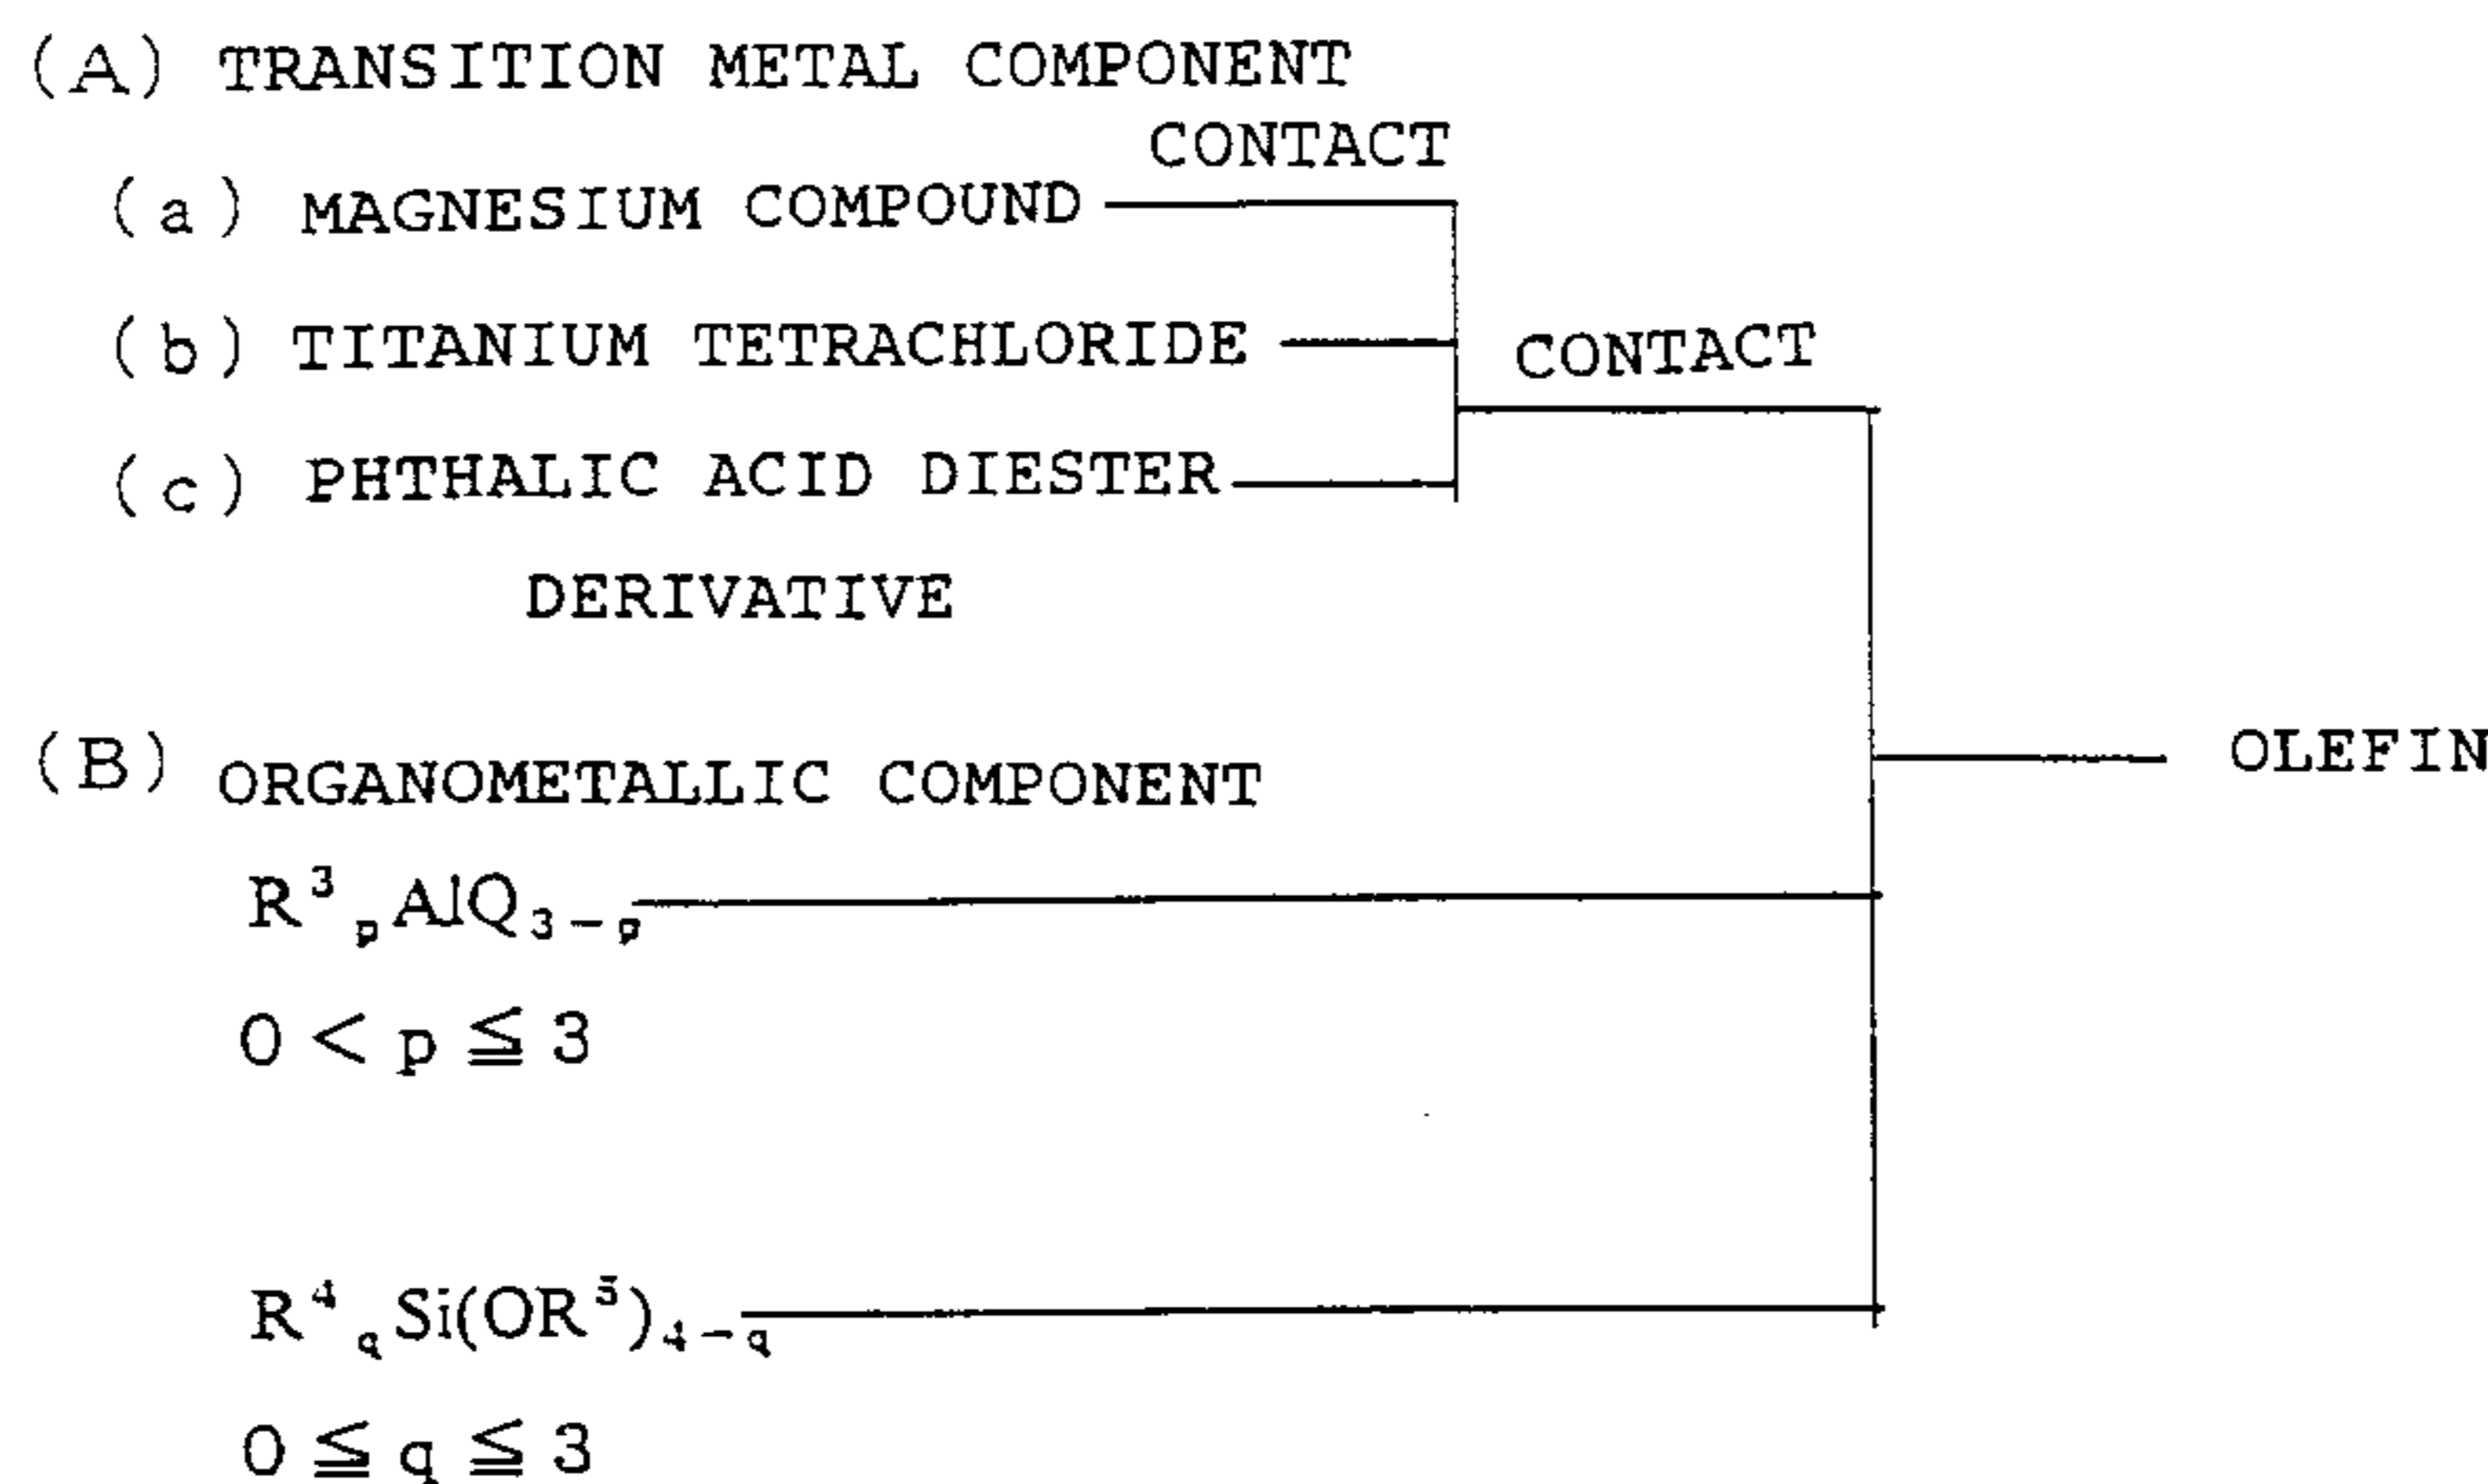 (A) TRANSITION METAL COMPONENT
CONTACT
(a) MAGNESIUM COMPOUND
(b) TITANIUM TETRACHLORIDE
CONTACT
(c) PHTHALIC ACID DIESTER
DERIVATIVE
(B) ORGANOMETALLIC COMPONENT
OLEFIN
R³ₚAlQ₃₋ₚ
0 < p ≦ 3
R⁴qSi(OR⁵)₄₋q
0 ≦ q ≦ 3